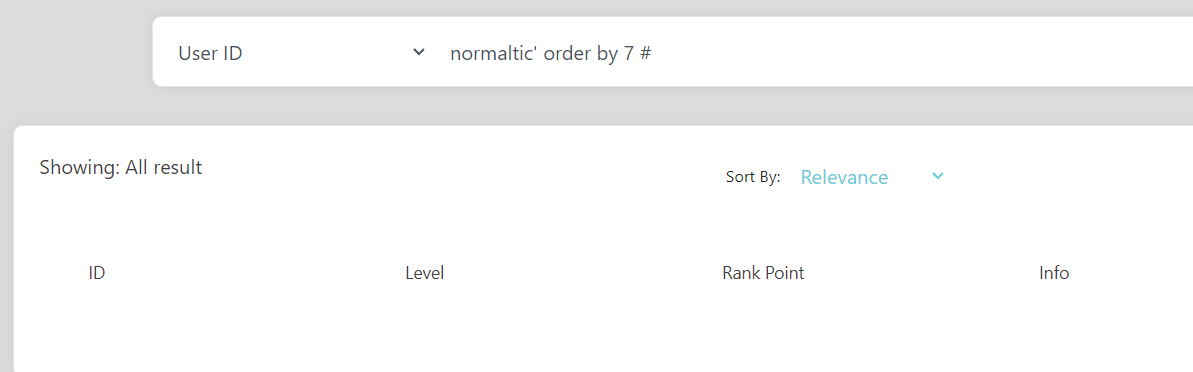 User ID normaltic' order by 7 #
Showing: All result
Sort By: Relevance
ID Level Rank Point Info